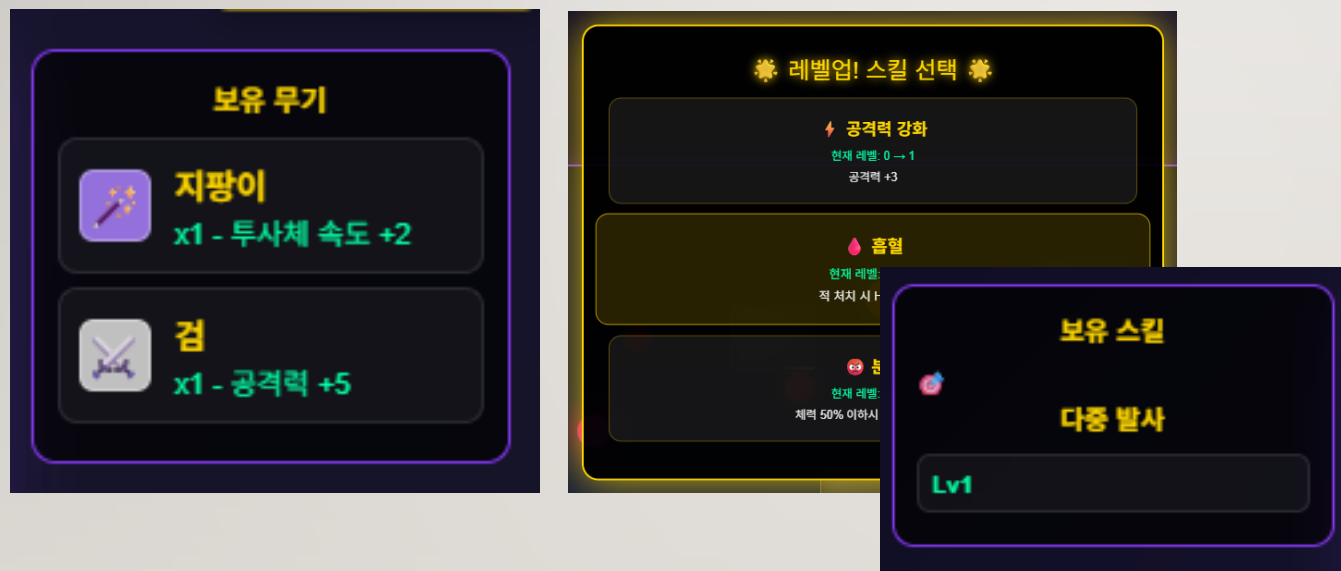 보유 무기
지팡이
x1 - 투사체 속도 +2
검
x1 - 공격력 +5
레벨업! 스킬 선택
공격력 강화
현재 레벨: 0 → 1
공격력 +3
흡혈
현재 레벨:
적 처치 시
현재 레벨:
체력 50% 이하시
보유 스킬
다중 발사
Lv1